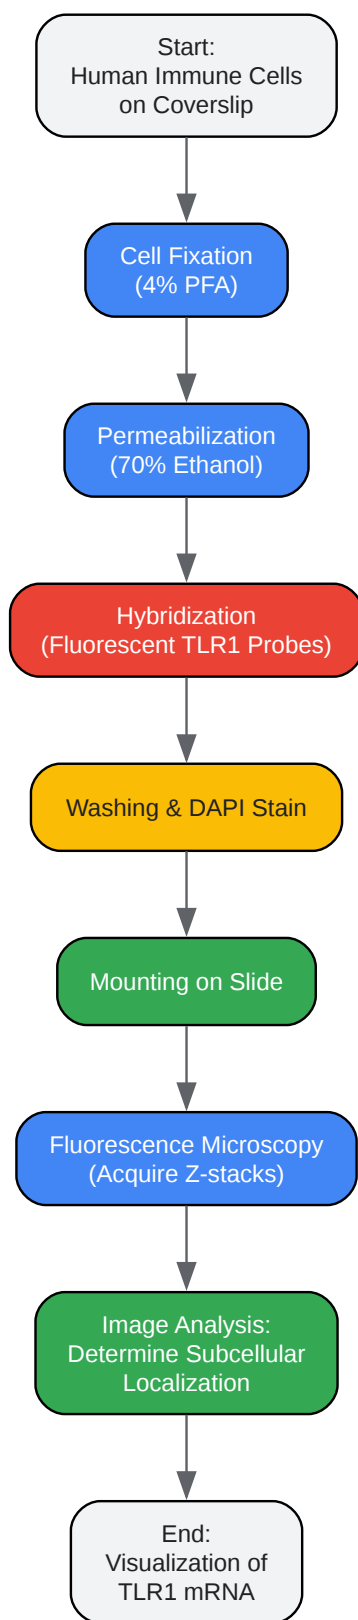 Start:
Human Immune Cells
on Coverslip
Cell Fixation
(4% PFA)
Permeabilization
(70% Ethanol)
Hybridization
(Fluorescent TLR1 Probes)
Washing & DAPI Stain
Mounting on Slide
Fluorescence Microscopy
(Acquire Z-stacks)
Image Analysis:
Determine Subcellular
Localization
End:
Visualization of
TLR1 mRNA